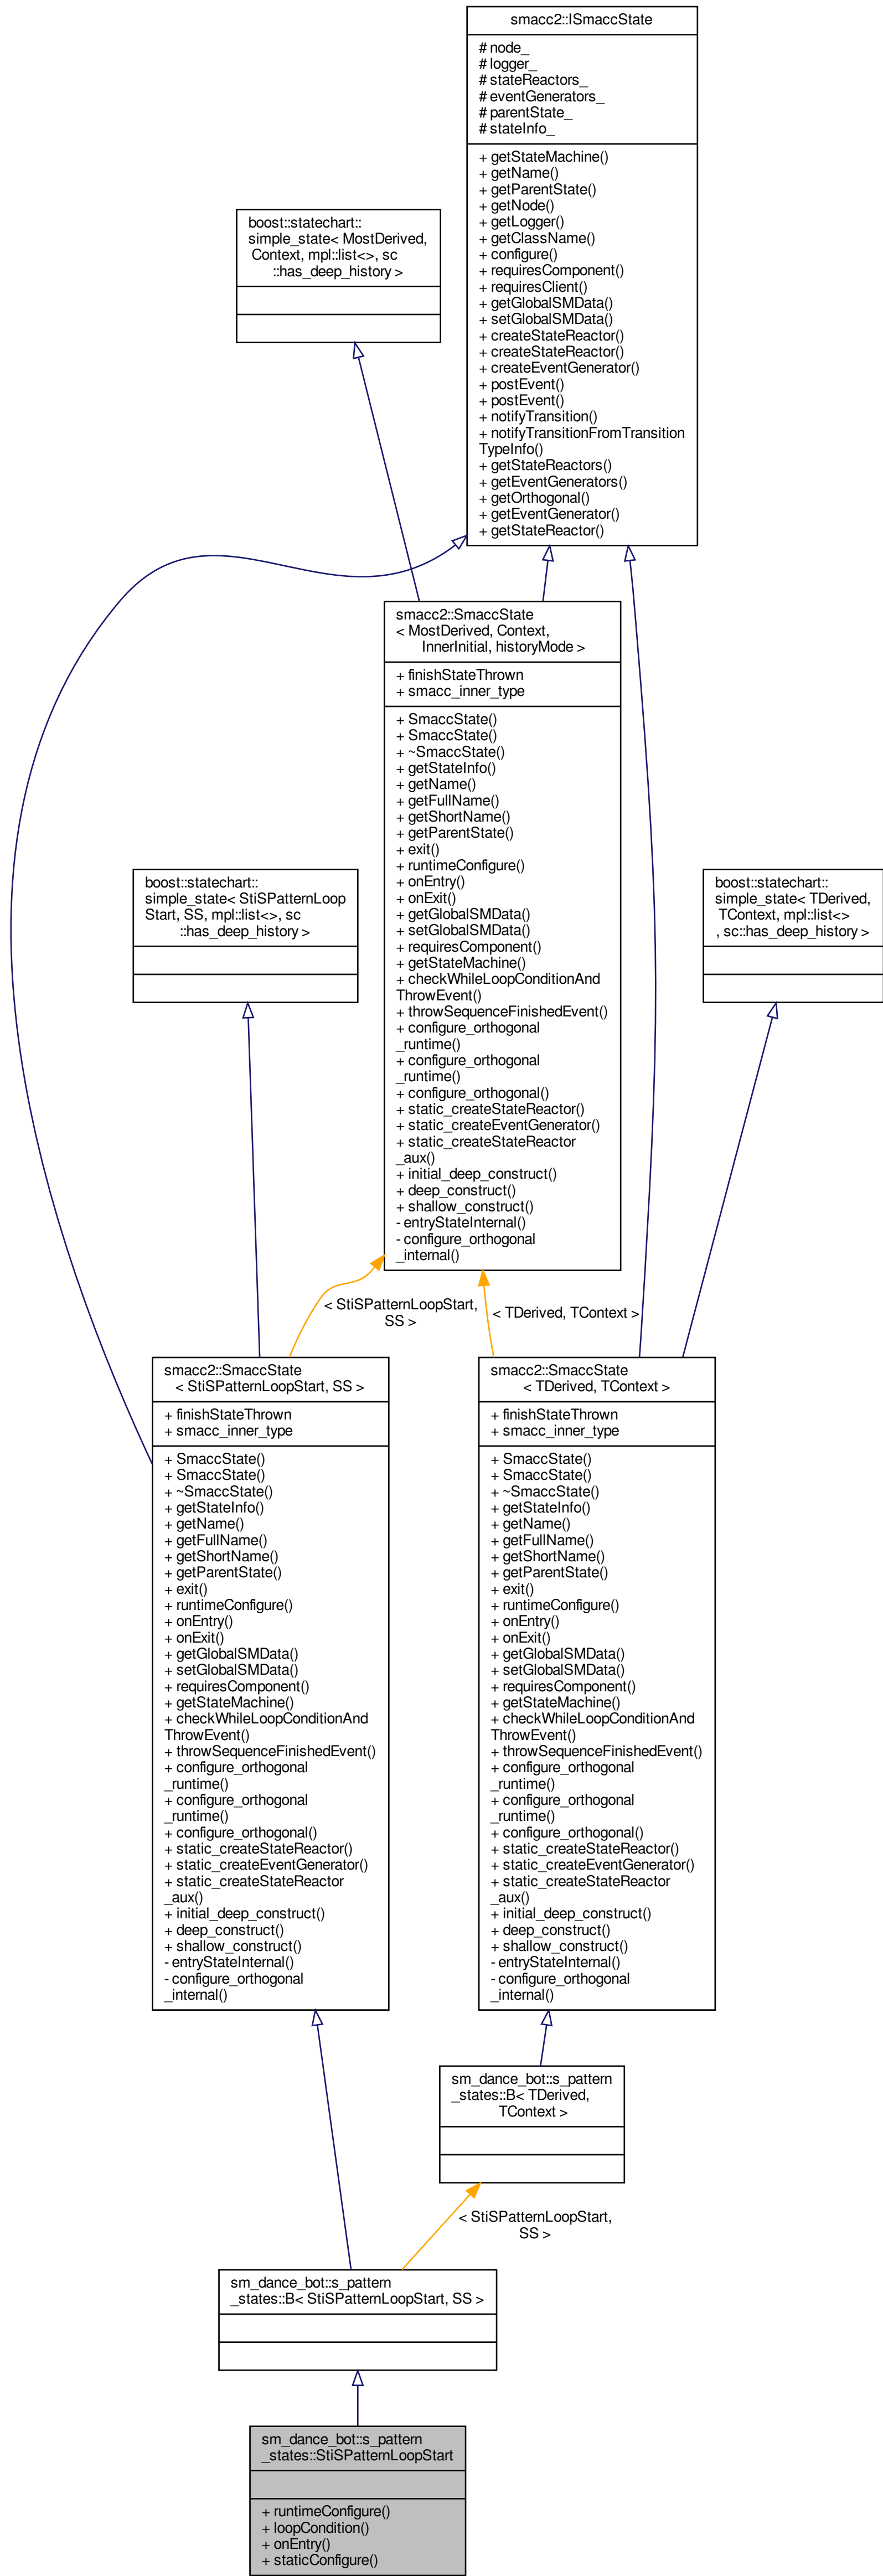 smacc2::ISmaccState
# node_
# logger_
# stateReactors_
# eventGenerators_
# parentState_
# stateInfo_
+ getStateMachine()
+ getName()
+ getParentState()
+ getNode()
+ getLogger()
+ getClassName()
+ configure()
+ requiresComponent()
+ requiresClient()
+ getGlobalSMData()
+ setGlobalSMData()
+ createStateReactor()
+ createStateReactor()
+ createEventGenerator()
+ postEvent()
+ postEvent()
+ notifyTransition()
+ notifyTransitionFromTransition
TypeInfo()
+ getStateReactors()
+ getEventGenerators()
+ getOrthogonal()
+ getEventGenerator()
+ getStateReactor()
boost::statechart::
simple_state< MostDerived,
Context, mpl::list<>, sc
::has_deep_history >
smacc2::SmaccState
< MostDerived, Context,
InnerInitial, historyMode >
+ finishStateThrown
+ smacc_inner_type
+ SmaccState()
+ SmaccState()
+ ~SmaccState()
+ getStateInfo()
+ getName()
+ getFullName()
+ getShortName()
+ getParentState()
+ exit()
+ runtimeConfigure()
+ onEntry()
+ onExit()
+ getGlobalSMData()
+ setGlobalSMData()
+ requiresComponent()
+ getStateMachine()
+ checkWhileLoopConditionAnd
ThrowEvent()
+ throwSequenceFinishedEvent()
+ configure_orthogonal
_runtime()
+ configure_orthogonal
_runtime()
+ configure_orthogonal()
+ static_createStateReactor()
+ static_createEventGenerator()
+ static_createStateReactor
_aux()
+ initial_deep_construct()
+ deep_construct()
+ shallow_construct()
- entryStateInternal()
- configure_orthogonal
_internal()
boost::statechart::
simple_state< StiSPatternLoop
Start, SS, mpl::list<>, sc
::has_deep_history >
boost::statechart::
simple_state< TDerived,
TContext, mpl::list<>
, sc::has_deep_history >
< StiSPatternLoopStart,
SS >
< TDerived, TContext >
smacc2::SmaccState
< StiSPatternLoopStart, SS >
+ finishStateThrown
+ smacc_inner_type
+ SmaccState()
+ SmaccState()
+ ~SmaccState()
+ getStateInfo()
+ getName()
+ getFullName()
+ getShortName()
+ getParentState()
+ exit()
+ runtimeConfigure()
+ onEntry()
+ onExit()
+ getGlobalSMData()
+ setGlobalSMData()
+ requiresComponent()
+ getStateMachine()
+ checkWhileLoopConditionAnd
ThrowEvent()
+ throwSequenceFinishedEvent()
+ configure_orthogonal
_runtime()
+ configure_orthogonal
_runtime()
+ configure_orthogonal()
+ static_createStateReactor()
+ static_createEventGenerator()
+ static_createStateReactor
_aux()
+ initial_deep_construct()
+ deep_construct()
+ shallow_construct()
- entryStateInternal()
- configure_orthogonal
_internal()
smacc2::SmaccState
< TDerived, TContext >
+ finishStateThrown
+ smacc_inner_type
+ SmaccState()
+ SmaccState()
+ ~SmaccState()
+ getStateInfo()
+ getName()
+ getFullName()
+ getShortName()
+ getParentState()
+ exit()
+ runtimeConfigure()
+ onEntry()
+ onExit()
+ getGlobalSMData()
+ setGlobalSMData()
+ requiresComponent()
+ getStateMachine()
+ checkWhileLoopConditionAnd
ThrowEvent()
+ throwSequenceFinishedEvent()
+ configure_orthogonal
_runtime()
+ configure_orthogonal
_runtime()
+ configure_orthogonal()
+ static_createStateReactor()
+ static_createEventGenerator()
+ static_createStateReactor
_aux()
+ initial_deep_construct()
+ deep_construct()
+ shallow_construct()
- entryStateInternal()
- configure_orthogonal
_internal()
sm_dance_bot::s_pattern
_states::B< TDerived,
TContext >
< StiSPatternLoopStart,
SS >
sm_dance_bot::s_pattern
_states::B< StiSPatternLoopStart, SS >
sm_dance_bot::s_pattern
_states::StiSPatternLoopStart
+ runtimeConfigure()
+ loopCondition()
+ onEntry()
+ staticConfigure()